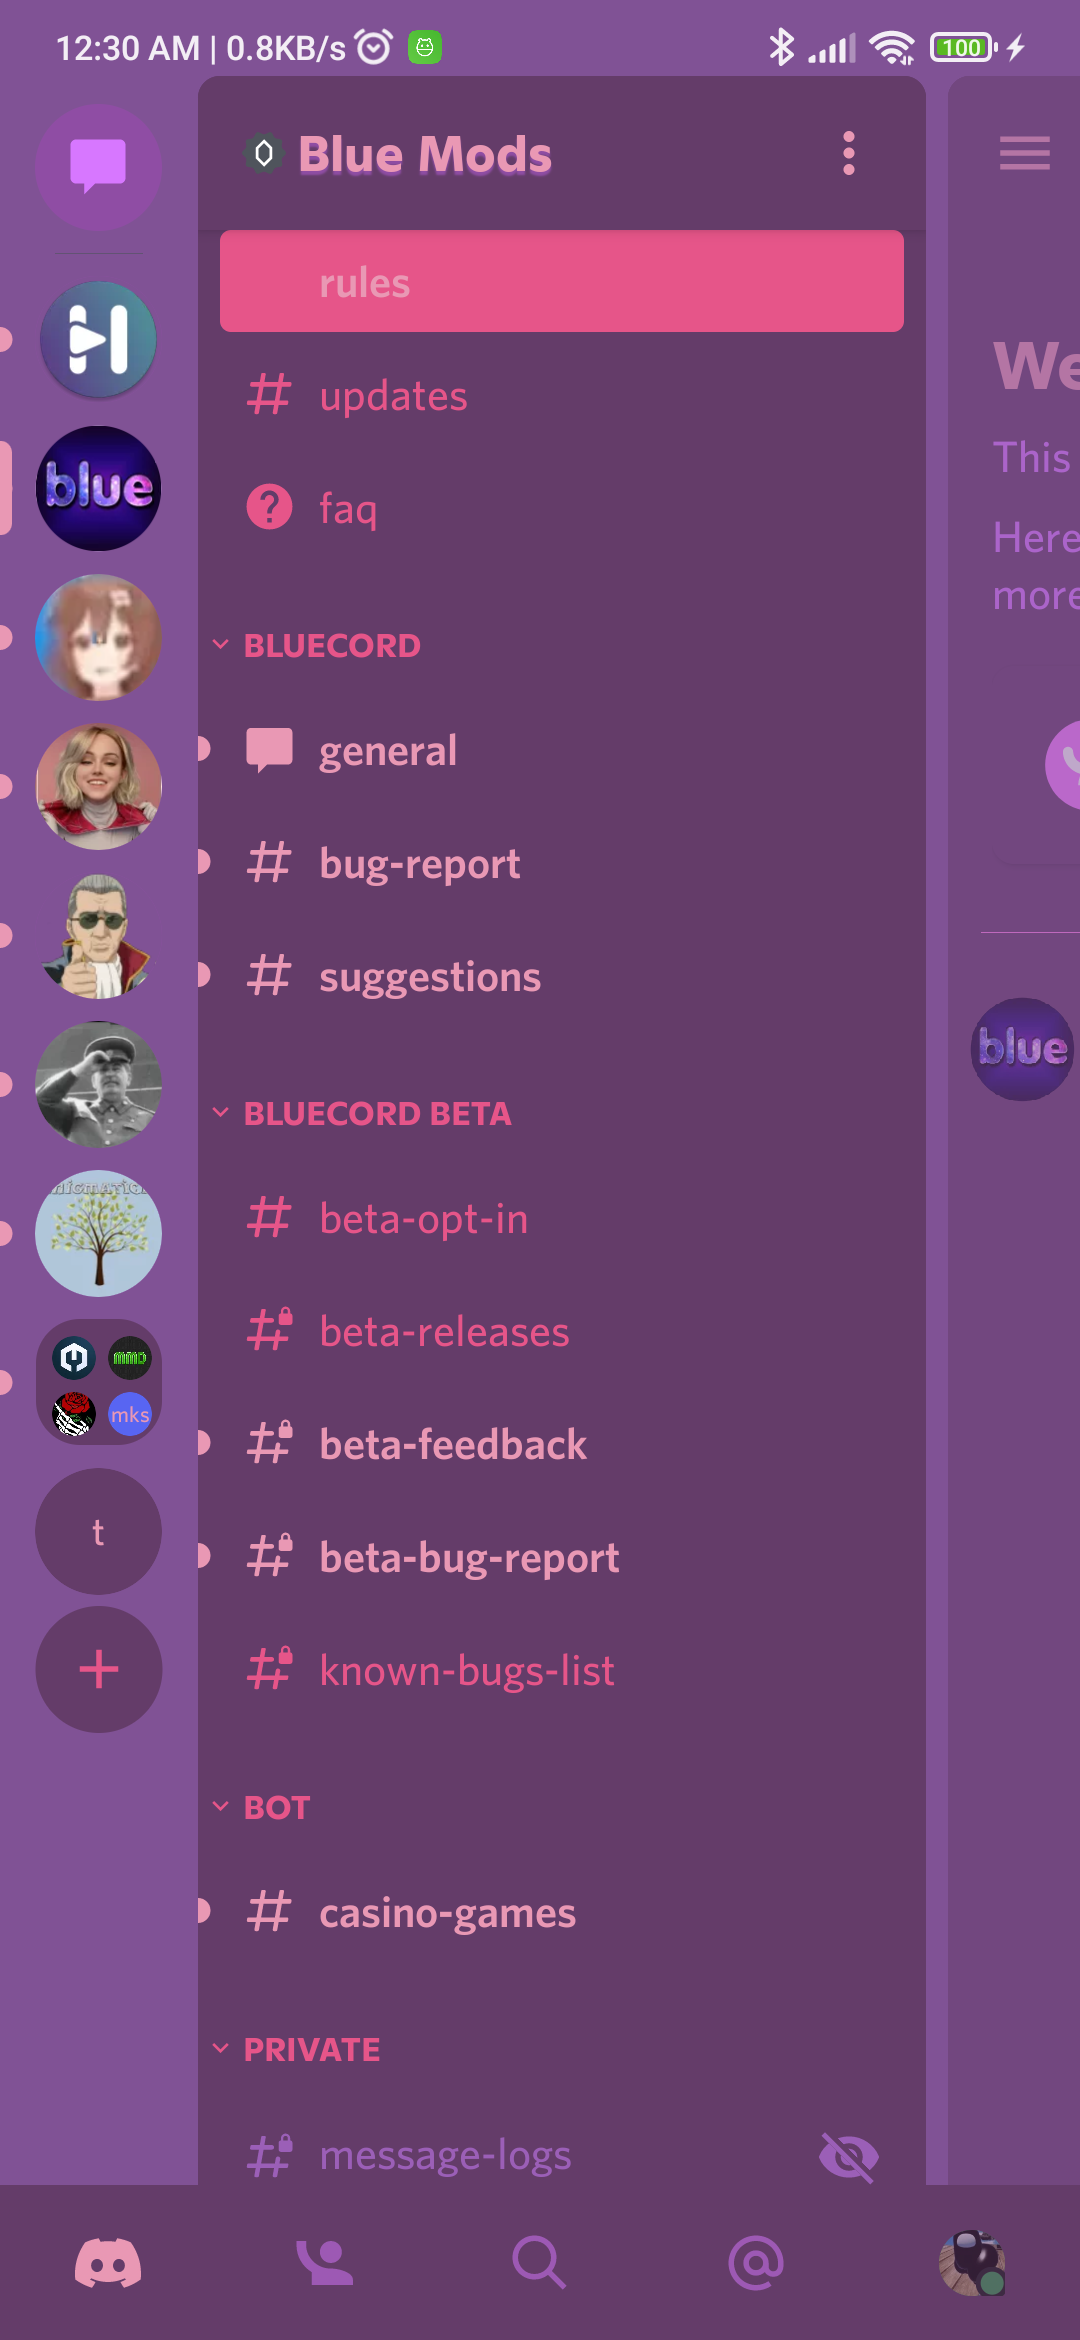 12:30 AM | 0.8KB/s
100
Blue Mods
rules
updates
faq
BLUECORD
general
bug-report
suggestions
BLUECORD BETA
beta-opt-in
beta-releases
beta-feedback
beta-bug-report
known-bugs-list
BOT
casino-games
PRIVATE
message-logs
blue
mmd
mks
t
We
This
Here
more
blue